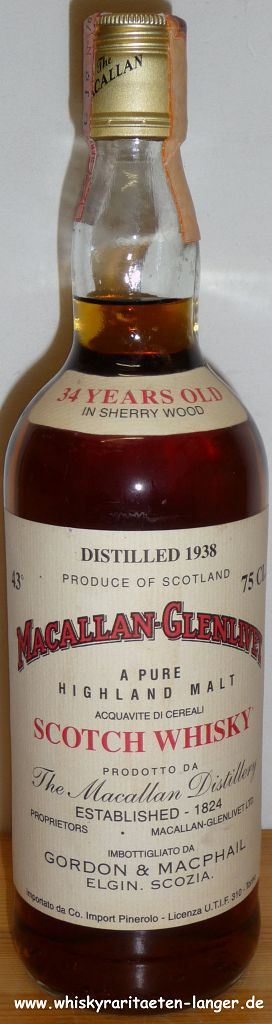 The
MACALLAN
34 YEARS OLD
IN SHERRY WOOD
DISTILLED 1938
43° PRODUCE OF SCOTLAND 75 CL
MACALLAN-GLENLIVET
A PURE
HIGHLAND MALT
ACQUAVITE DI CEREALI
SCOTCH WHISKY
PRODOTTO DA
The Macallan Distillery
ESTABLISHED - 1824
PROPRIETORS • MACALLAN-GLENLIVET LTD
IMBOTTIGLIATO DA
GORDON & MACPHAIL
ELGIN. SCOZIA.
Importato da Co. Import Pinerolo - Licenza U.T.I.F. 310
www.whiskyraritaeten-langer.de